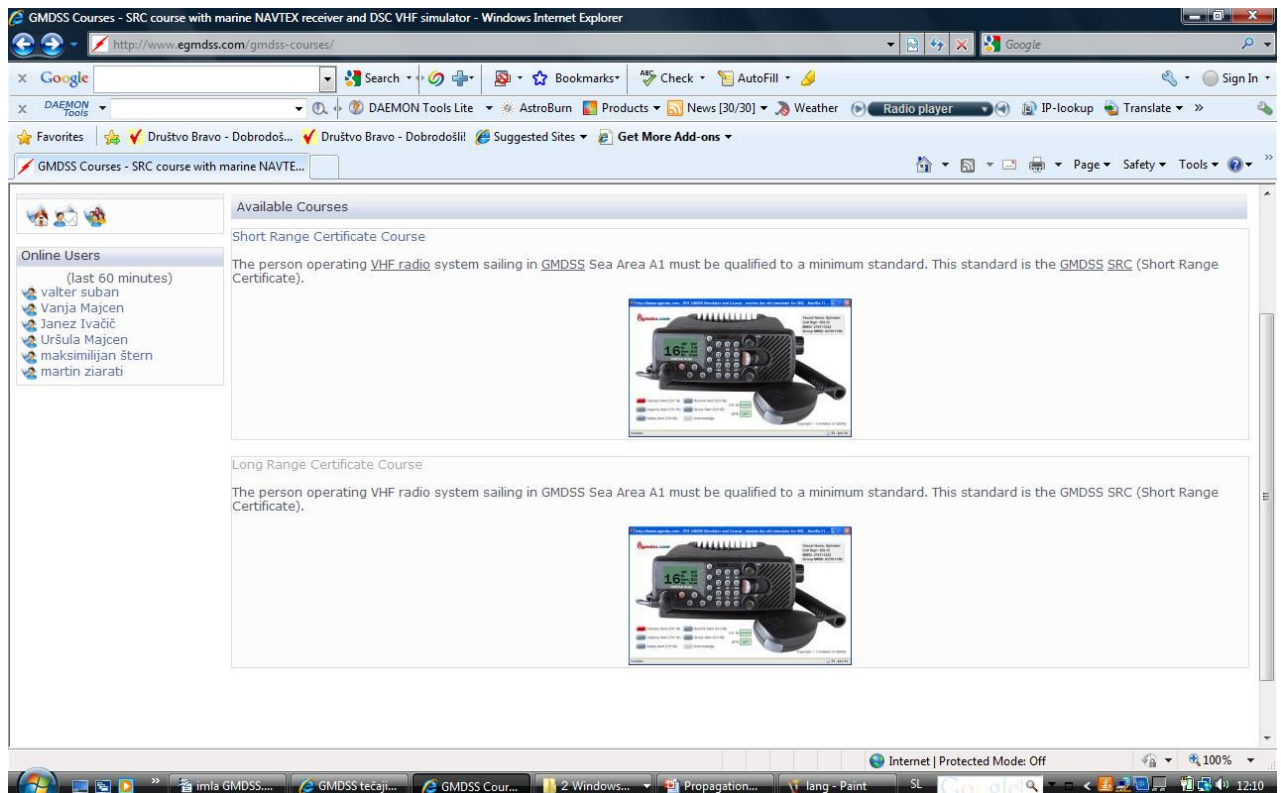 GMDSS Courses - SRC course with marine NAVTEX receiver and DSC VHF simulator - Windows Internet Explorer
http://www.egmdss.com/gmdss-courses/
Google
x Google Search Bookmarks Check AutoFill Sign In
x DAEMON Tools DAEMON Tools Lite AstroBurn Products News [30/30] Weather Radio player IP-lookup Translate »
Favorites Društvo Bravo - Dobrodoš... Društvo Bravo - Dobrodošli! Suggested Sites Get More Add-ons
GMDSS Courses - SRC course with marine NAVTE... Page Safety Tools »
Available Courses
Short Range Certificate Course
The person operating VHF radio system sailing in GMDSS Sea Area A1 must be qualified to a minimum standard. This standard is the GMDSS SRC (Short Range
Certificate).
16
Long Range Certificate Course
The person operating VHF radio system sailing in GMDSS Sea Area A1 must be qualified to a minimum standard. This standard is the GMDSS SRC (Short Range
Certificate).
16
Online Users
(last 60 minutes)
valter suban
Vanja Majcen
Janez Ivačič
Uršula Majcen
maksimilijan štern
martin ziarati
Internet | Protected Mode: Off 100%
» imla GMDSS.... GMDSS tečaji... GMDSS Cour... 2 Windows... Propagation... lang - Paint SL Google 12:10